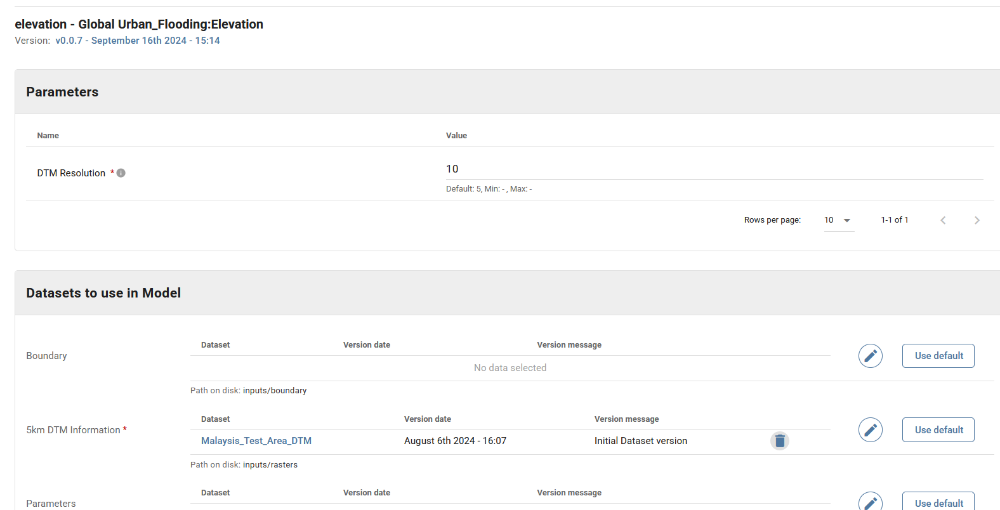 elevation - Global Urban_Flooding:Elevation
Version: v0.0.7 - September 16th 2024 - 15:14
Parameters
Name Value
DTM Resolution * 10
Default: 5, Min: - , Max: -
Rows per page: 10 1-1 of 1
Datasets to use in Model
Dataset Version date Version message
Boundary Use default
No data selected
Path on disk: inputs/boundary
Dataset Version date Version message
5km DTM Information * Use default
Malaysis_Test_Area_DTM August 6th 2024 - 16:07 Initial Dataset version
Path on disk: inputs/rasters
Dataset Version date Version message
Parameters Use default